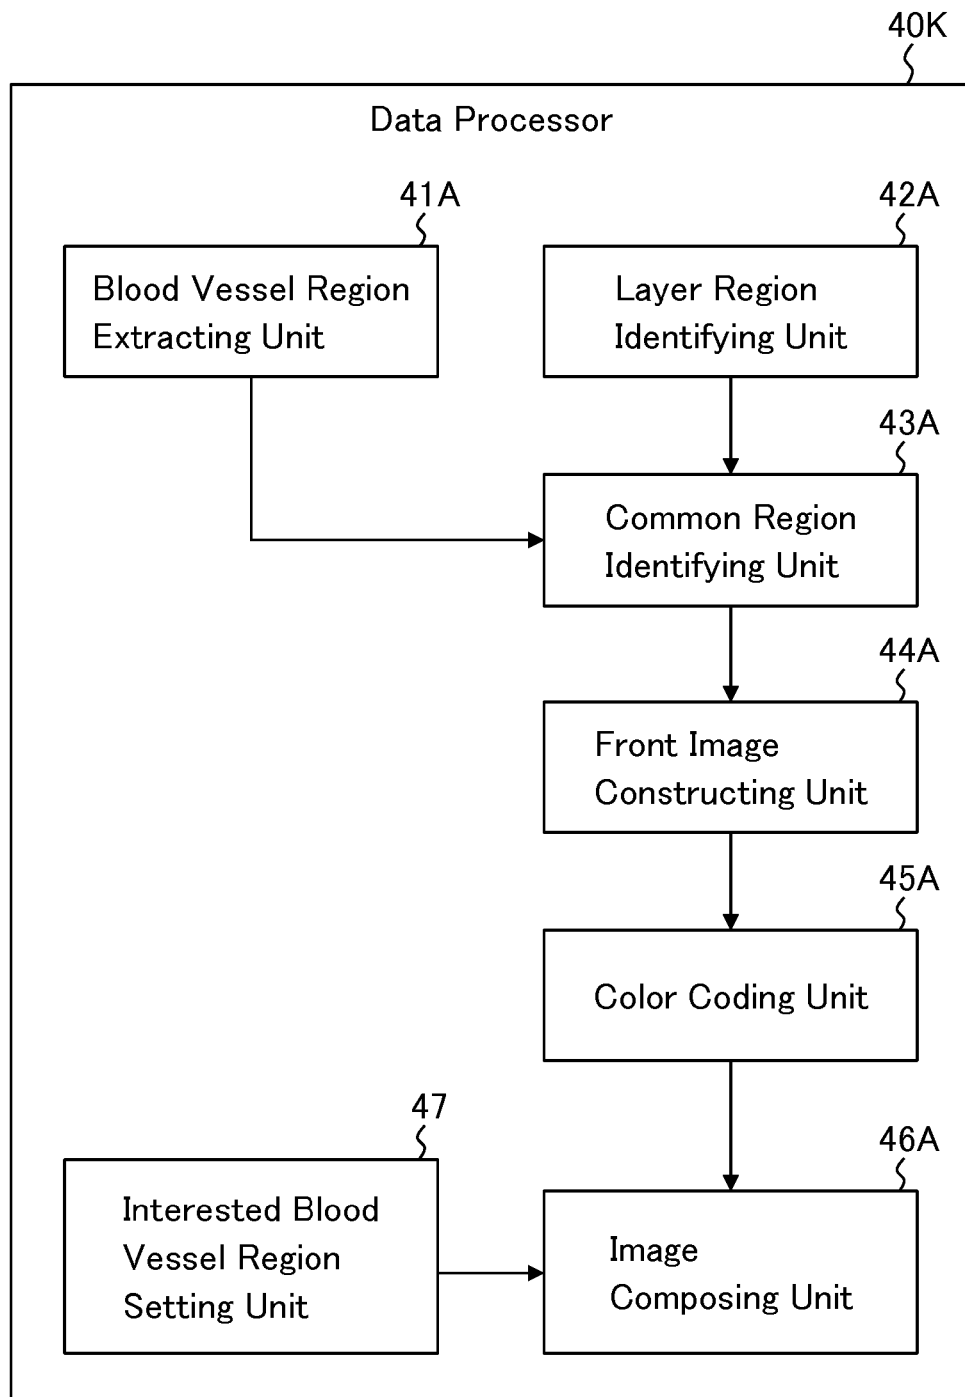 40K
Data Processor
41A
Blood Vessel Region
Extracting Unit
42A
Layer Region
Identifying Unit
43A
Common Region
Identifying Unit
44A
Front Image
Constructing Unit
45A
Color Coding Unit
47
Interested Blood
Vessel Region
Setting Unit
46A
Image
Composing Unit